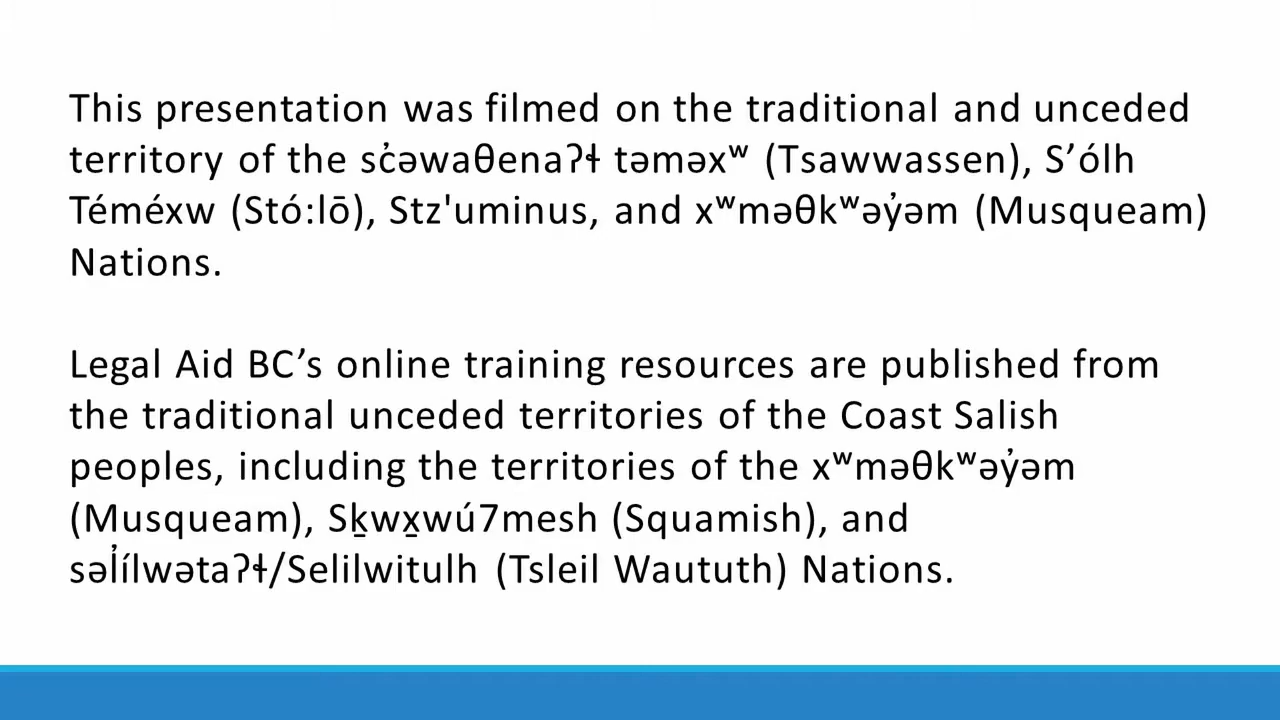 This presentation was filmed on the traditional and unceded
territory of the sc̓əwaθenaʔɬ təməxʷ (Tsawwassen), S’ólh
Téméxw (Stó:lō), Stz'uminus, and xʷməθkʷəy̓əm (Musqueam)
Nations.
Legal Aid BC’s online training resources are published from
the traditional unceded territories of the Coast Salish
peoples, including the territories of the xʷməθkʷəy̓əm
(Musqueam), Sḵwx̱wú7mesh (Squamish), and
səl̓ílwətaʔɬ/Selilwitulh (Tsleil Waututh) Nations.